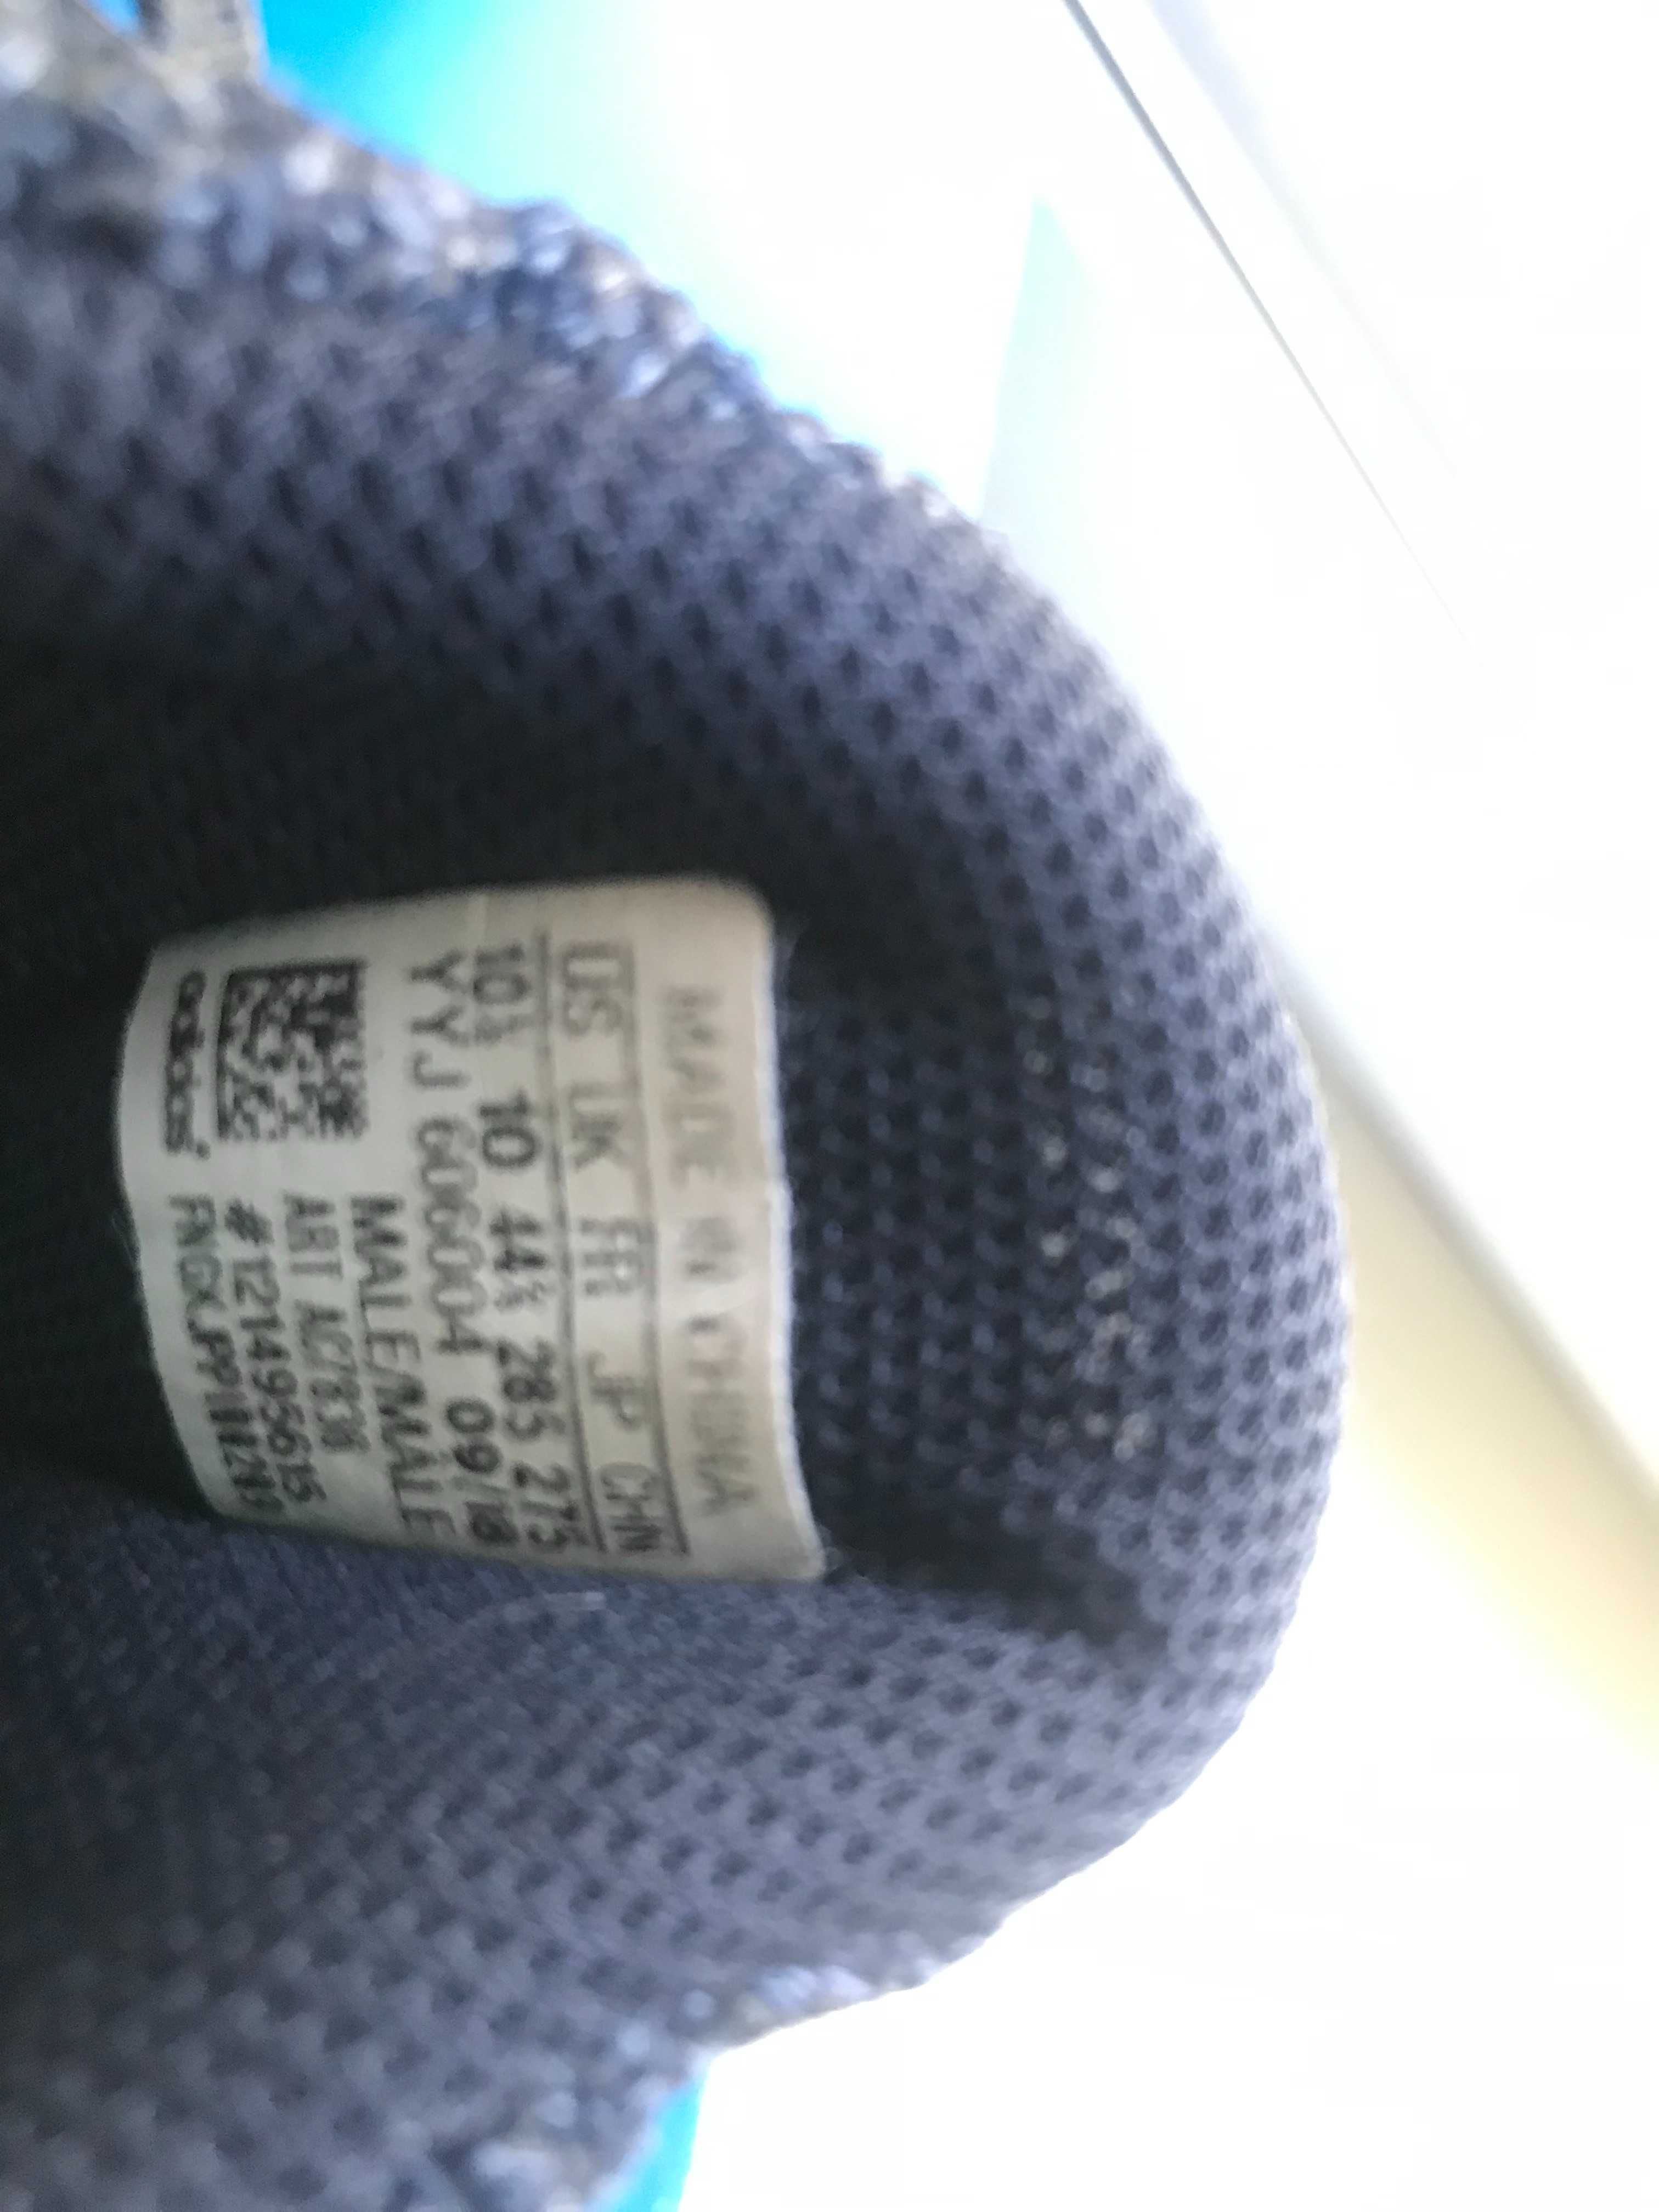 MADE IN CHINA
US UK FR JP CHN
10½ 10 44⅔ 285 275
YYJ 606004 09/18
MALE/MALE
ART
#121495615
adidas